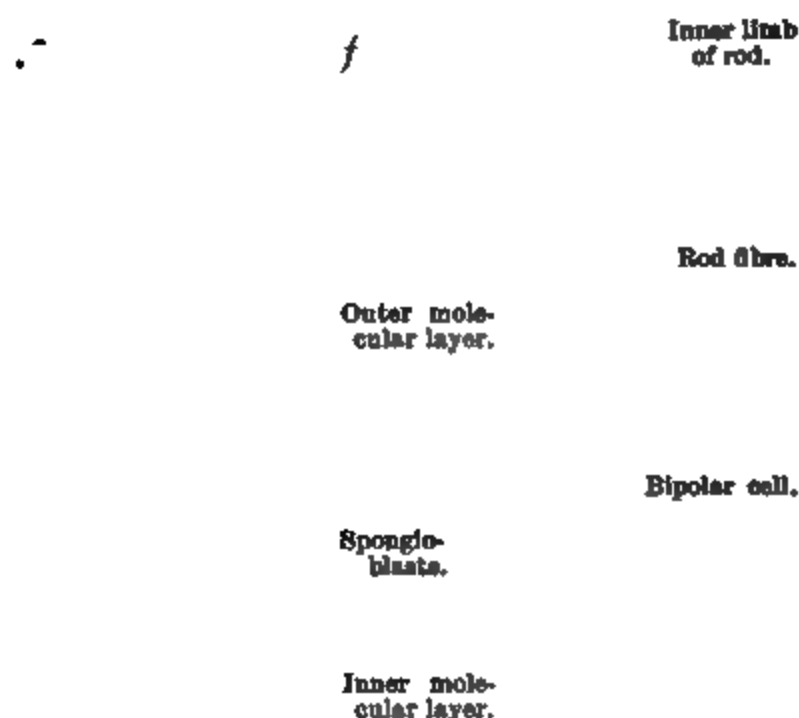 f
Inner limb
of rod.
Rod fibre.
Outer mole-
cular layer.
Bipolar cell.
Spongio-
blasts.
Inner mole-
cular layer.